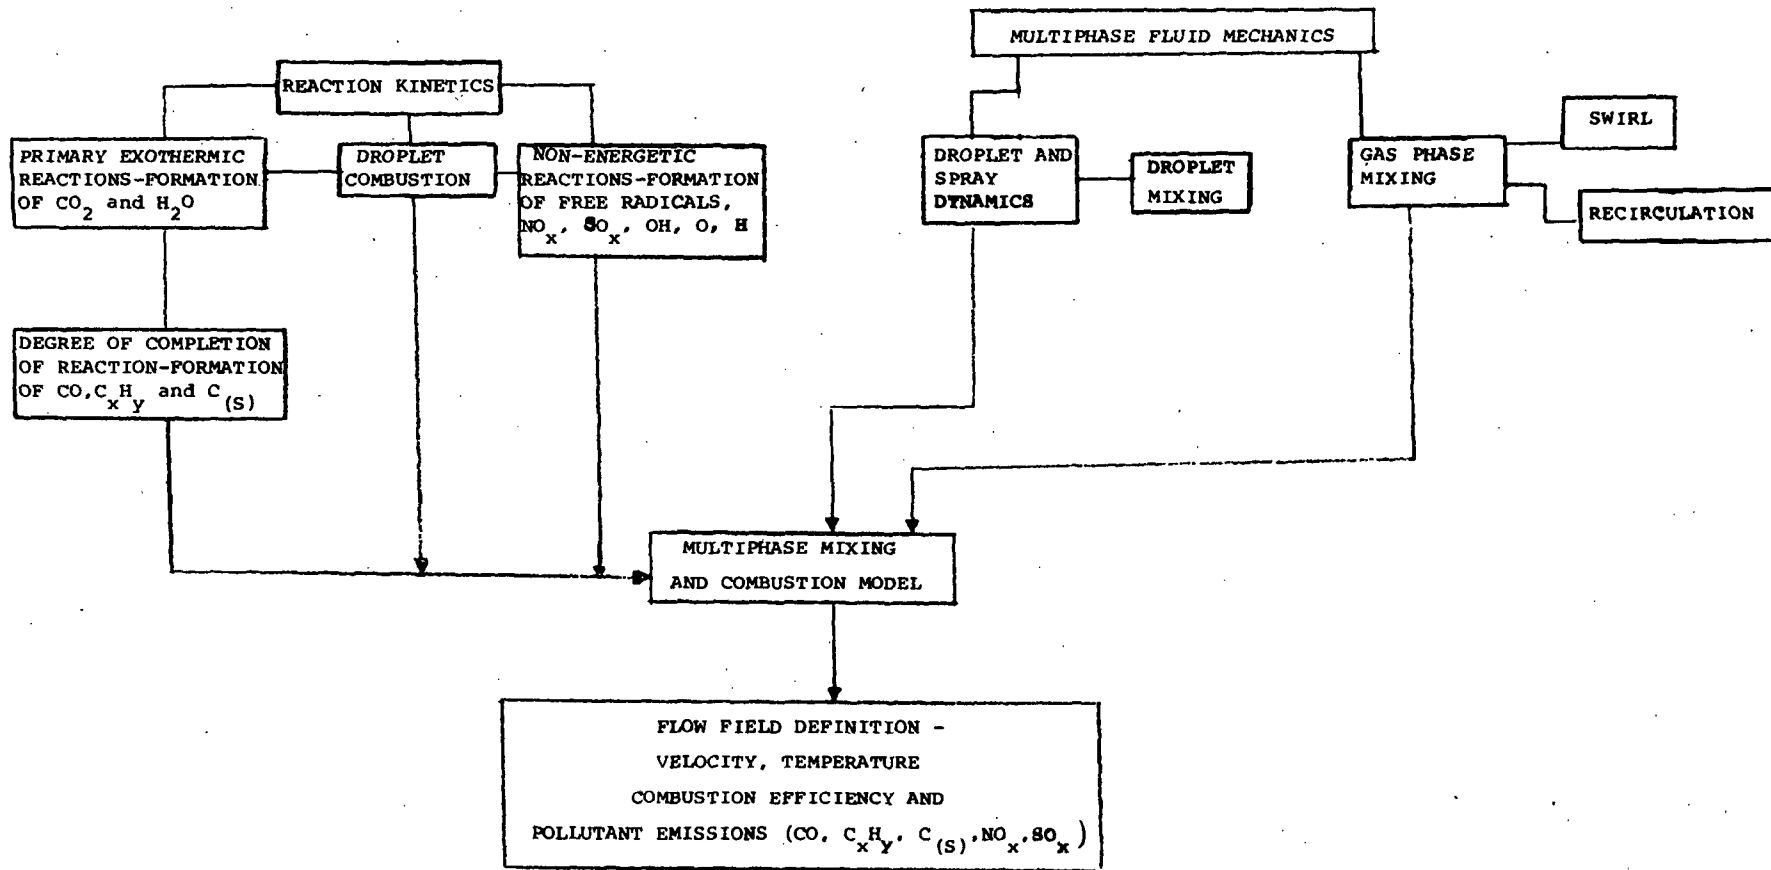 MULTIPHASE FLUID MECHANICS
REACTION KINETICS
SWIRL
PRIMARY EXOTHERMIC
REACTIONS-FORMATION
OF CO2 and H2O
DROPLET
COMBUSTION
NON-ENERGETIC
REACTIONS-FORMATION
OF FREE RADICALS,
NOx, SOx, OH, O, H
DROPLET AND
SPRAY
DYNAMICS
DROPLET
MIXING
GAS PHASE
MIXING
RECIRCULATION
DEGREE OF COMPLETION
OF REACTION-FORMATION
OF CO,CxHy and C(S)
MULTIPHASE MIXING
AND COMBUSTION MODEL
FLOW FIELD DEFINITION -
VELOCITY, TEMPERATURE
COMBUSTION EFFICIENCY AND
POLLUTANT EMISSIONS (CO, CxHy, C(S),NOx,SOx)